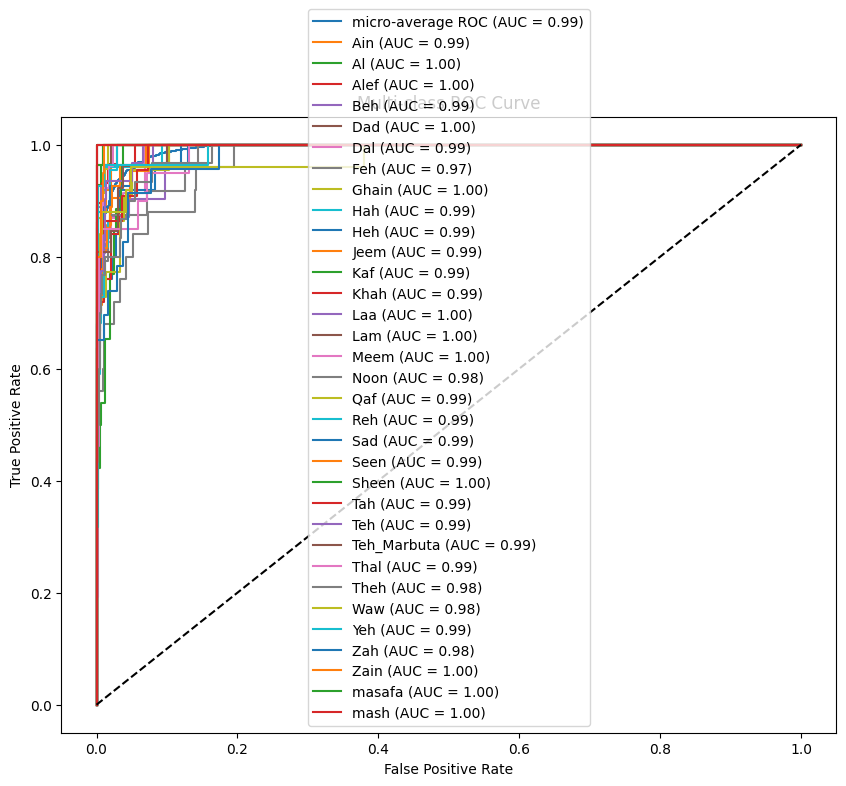 micro-average ROC (AUC = 0.99)
Ain (AUC = 0.99)
Al (AUC = 1.00)
Alef (AUC = 1.00)
Beh (AUC = 0.99)
Dad (AUC = 1.00)
Dal (AUC = 0.99)
Feh (AUC = 0.97)
Ghain (AUC = 1.00)
Hah (AUC = 0.99)
Heh (AUC = 0.99)
Jeem (AUC = 0.99)
Kaf (AUC = 0.99)
Khah (AUC = 0.99)
Laa (AUC = 1.00)
Lam (AUC = 1.00)
Meem (AUC = 1.00)
Noon (AUC = 0.98)
Qaf (AUC = 0.99)
Reh (AUC = 0.99)
Sad (AUC = 0.99)
Seen (AUC = 0.99)
Sheen (AUC = 1.00)
Tah (AUC = 0.99)
Teh (AUC = 0.99)
Teh_Marbuta (AUC = 0.99)
Thal (AUC = 0.99)
Theh (AUC = 0.98)
Waw (AUC = 0.98)
Yeh (AUC = 0.99)
Zah (AUC = 0.98)
Zain (AUC = 1.00)
masafa (AUC = 1.00)
mash (AUC = 1.00)
Multi-class ROC Curve
True Positive Rate
1.0
0.8
0.6
0.4
0.2
0.0
0.0 0.2 0.4 0.6 0.8 1.0
False Positive Rate